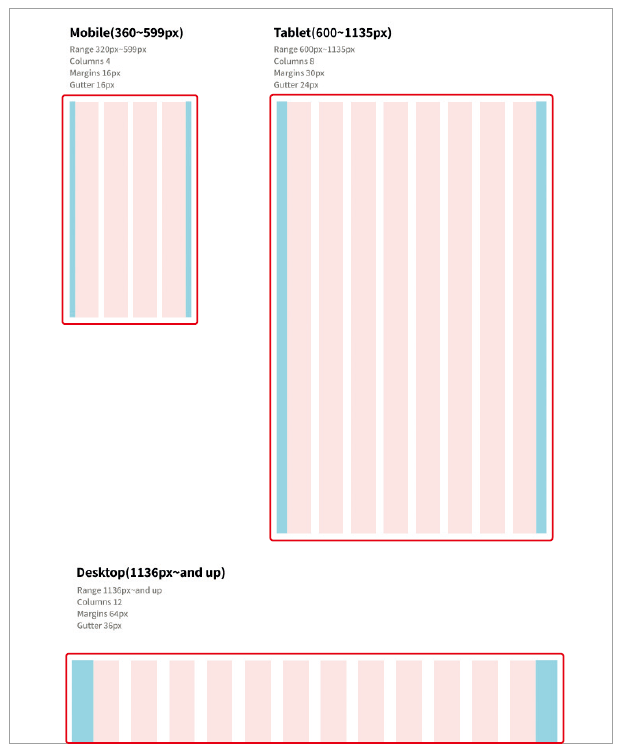 Mobile(360~599px)
Range 320px~599px
Columns 4
Margins 16px
Gutter 16px
Tablet(600~1135px)
Range 600px~1135px
Columns 8
Margins 30px
Gutter 24px
Desktop(1136px~and up)
Range 1136px~and up
Columns 12
Margins 64px
Gutter 36px